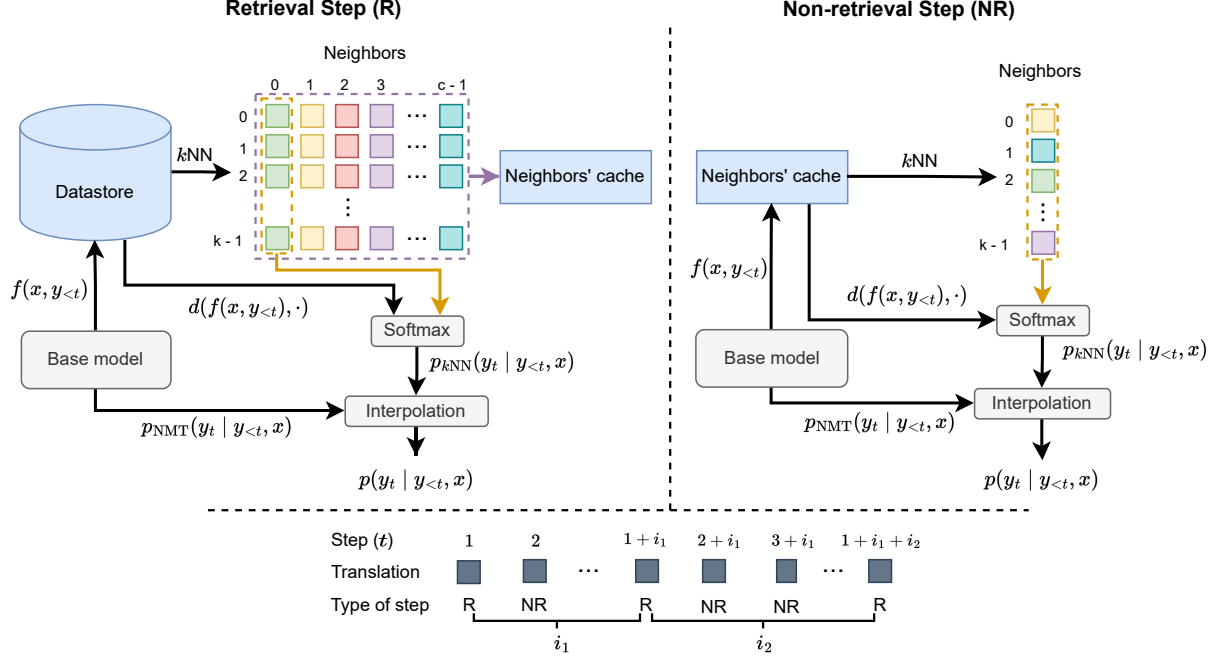 Retrieval Step (R)
Neighbors
0 1 2 3 c - 1
0
1
2
k - 1
⋯
⋯
⋯
⋮
⋯
Datastore
kNN
Neighbors' cache
f(x, y<t)
d(f(x, y<t), ·)
Softmax
Base model
pkNN(yt | y<t, x)
Interpolation
pNMT(yt | y<t, x)
p(yt | y<t, x)
Non-retrieval Step (NR)
Neighbors
0
1
2
⋮
k - 1
Neighbors' cache
kNN
f(x, y<t)
d(f(x, y<t), ·)
Softmax
Base model
pkNN(yt | y<t, x)
Interpolation
pNMT(yt | y<t, x)
p(yt | y<t, x)
Step (t) 1 2 1 + i1 2 + i1 3 + i1 1 + i1 + i2
Translation ⋯ ⋯
Type of step R NR R NR NR R
i1 i2